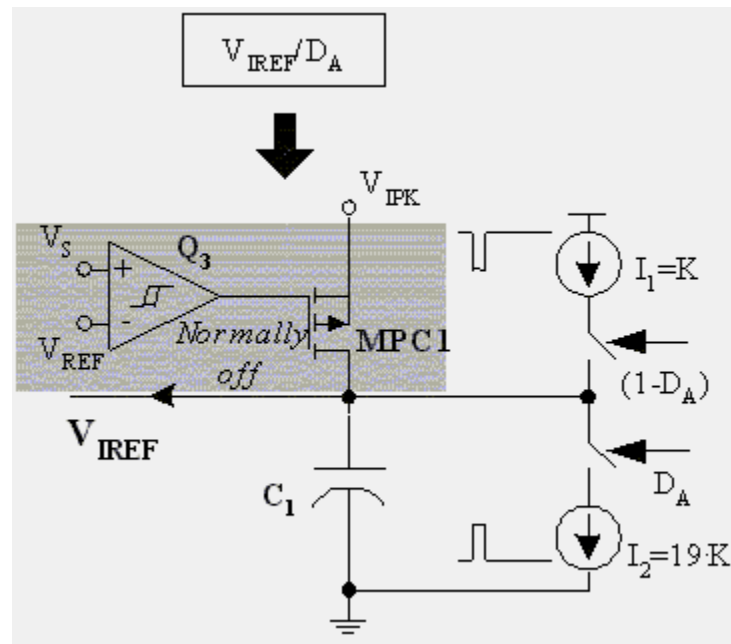 V_IREF/D_A
V_IPK
V_S
Q_3
+
I_1=K
-
Normally
MPC1
V_REF
off
(1-D_A)
V_IREF
D_A
C_1
I_2=19·K